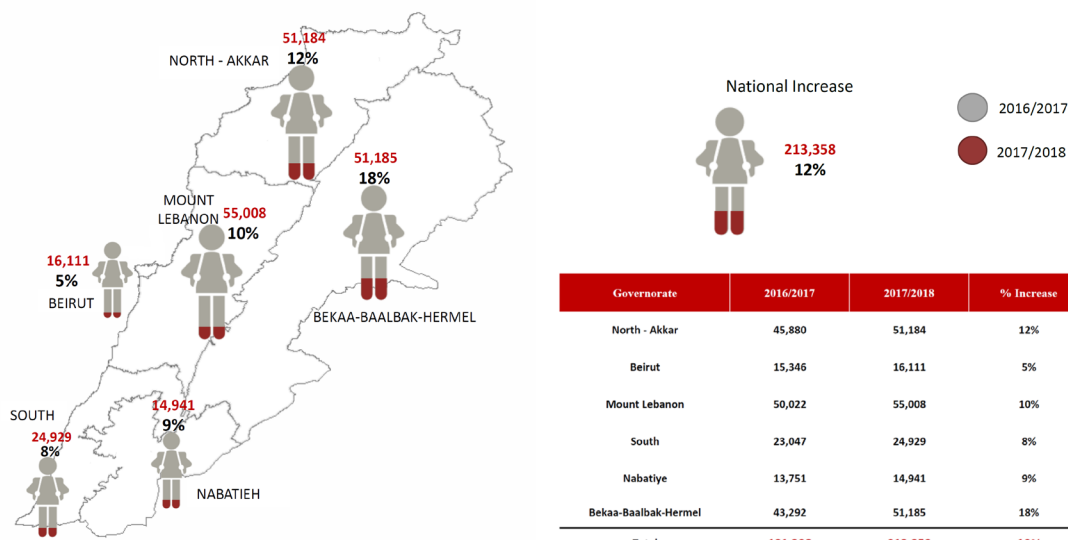 51,184
12%
NORTH - AKKAR
51,185
18%
MOUNT
LEBANON
55,008
10%
16,111
5%
BEIRUT
BEKAA-BAALBAK-HERMEL
SOUTH
24,929
8%
14,941
9%
NABATIEH
National Increase
213,358
12%
2016/2017
2017/2018
Governorate 2016/2017 2017/2018 % Increase
North - Akkar 45,880 51,184 12%
Beirut 15,346 16,111 5%
Mount Lebanon 50,022 55,008 10%
South 23,047 24,929 8%
Nabatiye 13,751 14,941 9%
Bekaa-Baalbak-Hermel 43,292 51,185 18%